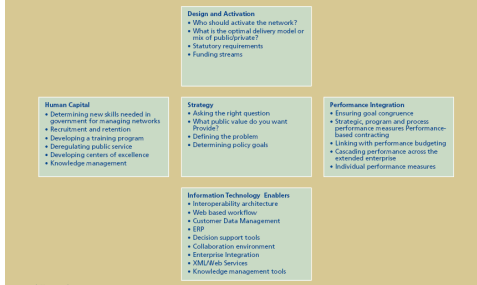 Design and Activation
• Who should activate the network?
• What is the optimal delivery model or
mix of public/private?
• Statutory requirements
• Funding streams
Human Capital
• Determining new skills needed in
government for managing networks
• Recruitment and retention
• Developing a training program
• Deregulating public service
• Developing centers of excellence
• Knowledge management
Strategy
• Asking the right question
• What public value do you want
Provide?
• Defining the problem
• Determining policy goals
Performance Integration
• Ensuring goal congruence
• Strategic, program and process
performance measures Performance-
based contracting
• Linking with performance budgeting
• Cascading performance across the
extended enterprise
• Individual performance measures
Information Technology Enablers
• Interoperability architecture
• Web based workflow
• Customer Data Management
• ERP
• Decision support tools
• Collaboration environment
• Enterprise Integration
• XML/Web Services
• Knowledge management tools